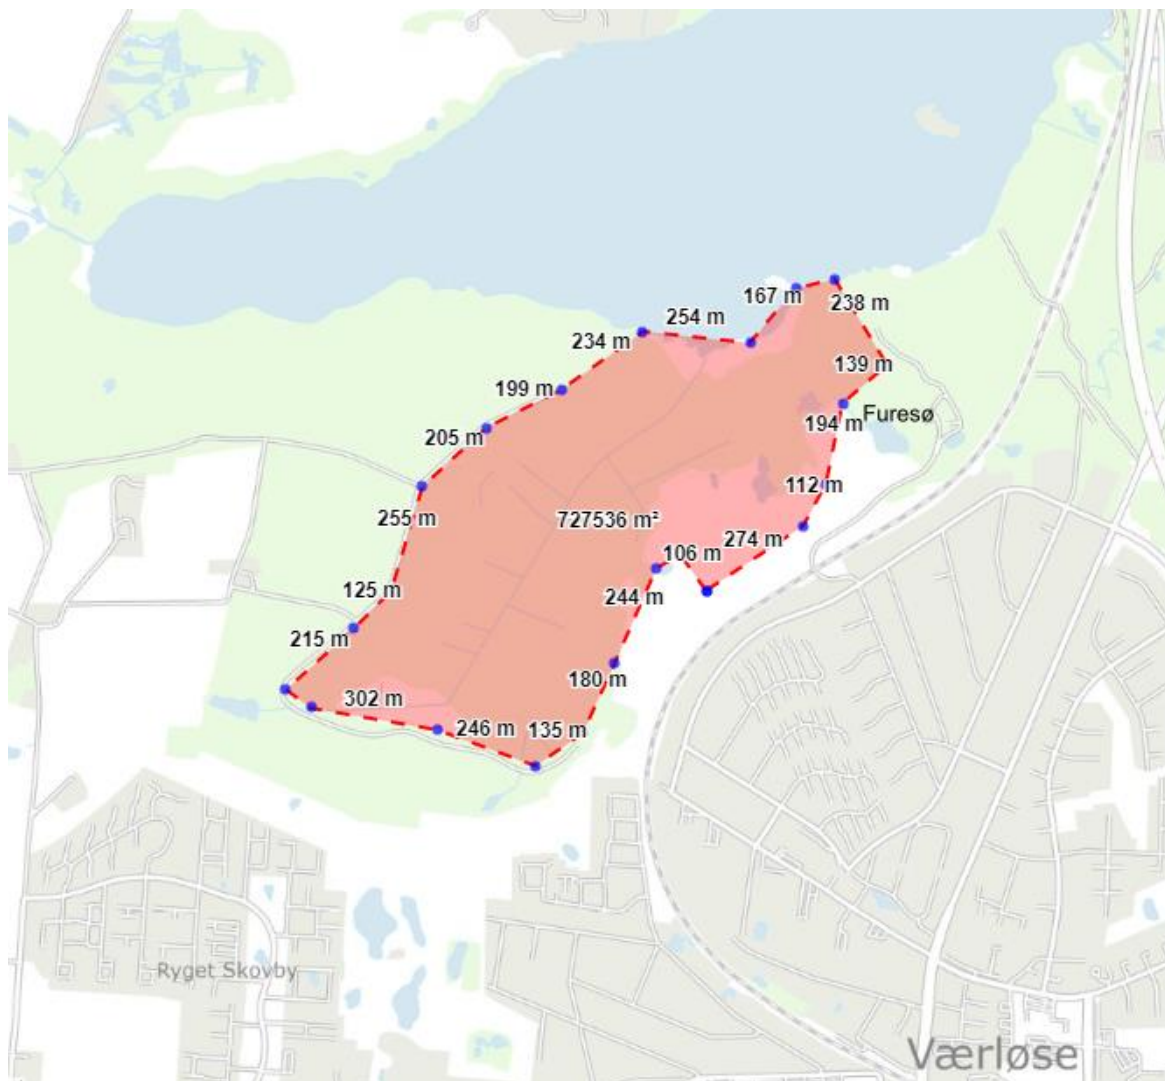 167 m
238 m
254 m
234 m
139 m
199 m
194 m
Furesø
205 m
112 m
255 m
727536 m²
274 m
106 m
125 m
244 m
215 m
180 m
302 m
246 m
135 m
Ryget Skovby
Værløse